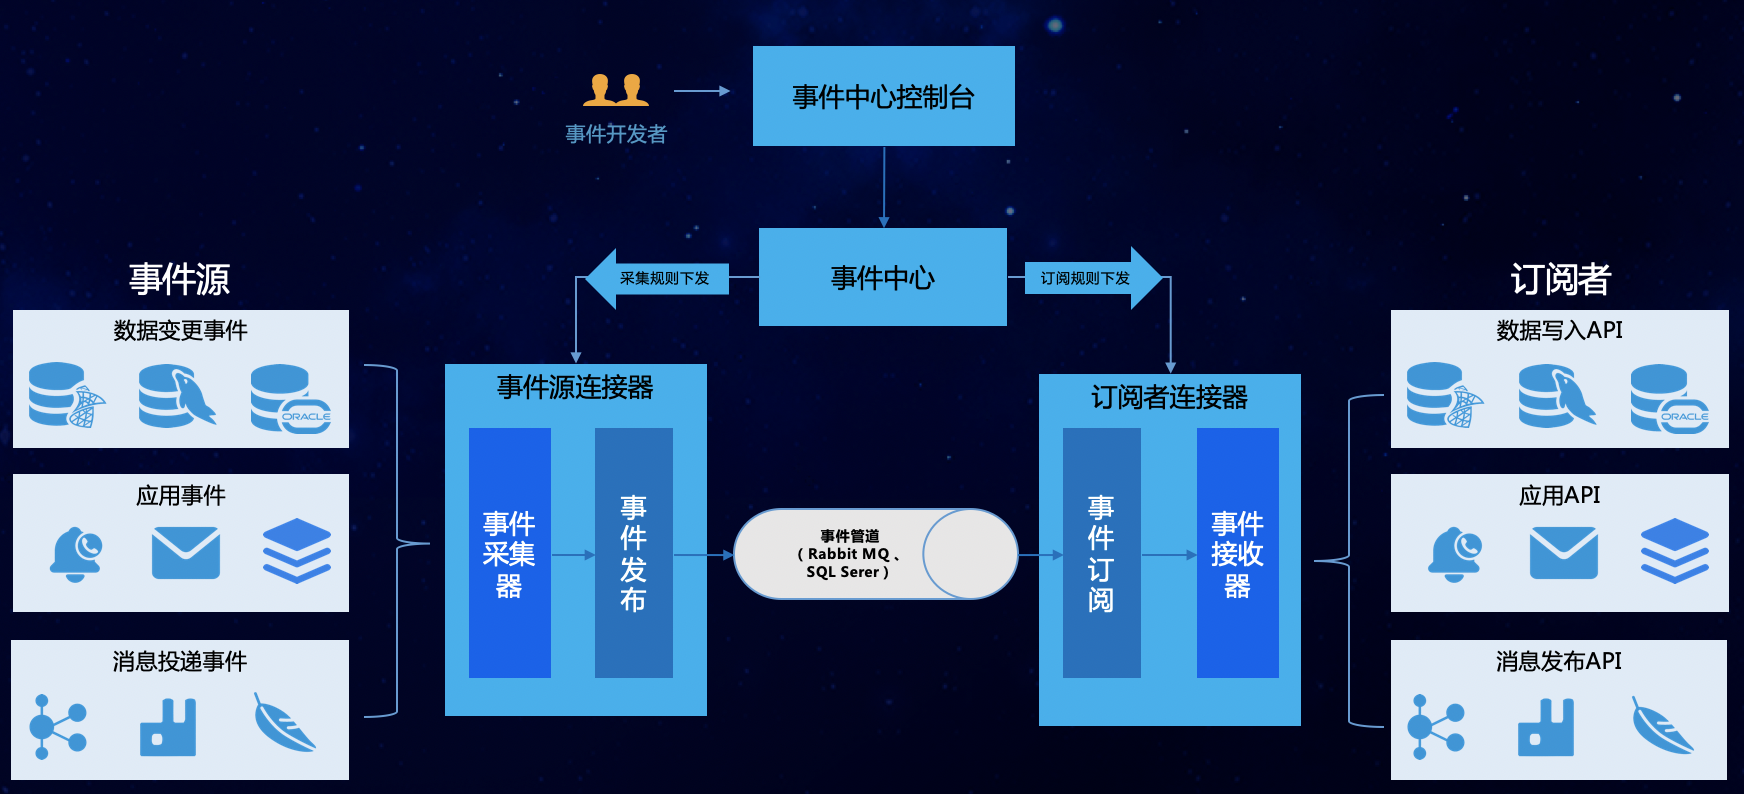 事件中心控制台
事件开发者
事件中心
采集规则下发
订阅规则下发
事件源
数据变更事件
ORACLE
应用事件
消息投递事件
事件源连接器
事件
采集
器
事
件
发
布
事件管道
（Rabbit MQ 、
SQL Serer）
订阅者连接器
事
件
订
阅
事件
接收
器
订阅者
数据写入API
ORACLE
应用API
消息发布API